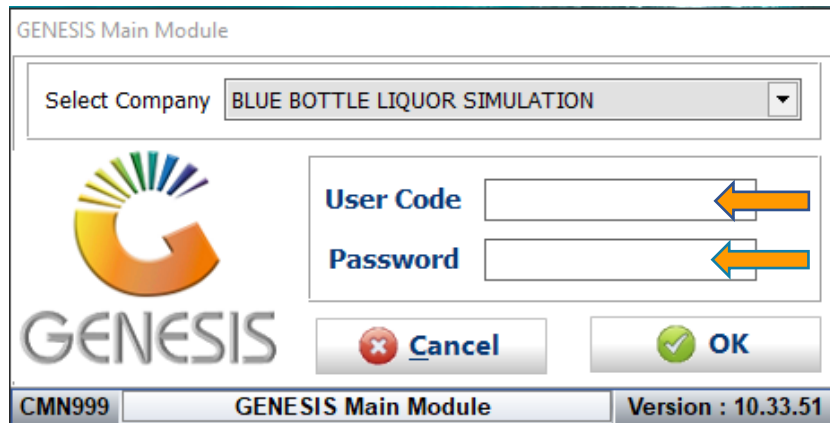 GENESIS Main Module
Select Company BLUE BOTTLE LIQUOR SIMULATION
User Code
Password
GENESIS
Cancel OK
CMN999 GENESIS Main Module Version : 10.33.51